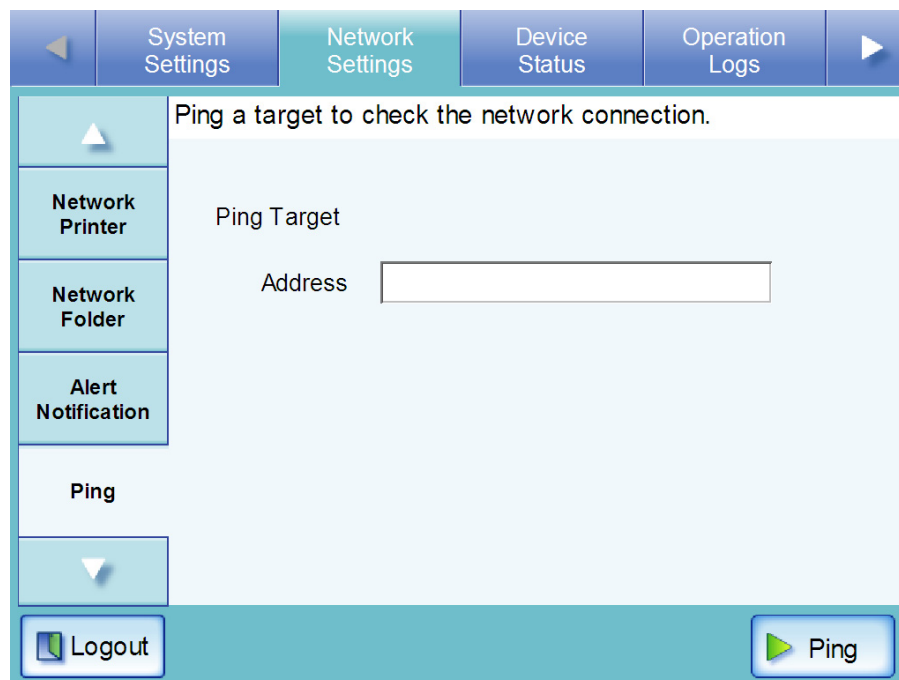 System
Settings
Network
Settings
Device
Status
Operation
Logs
Ping a target to check the network connection.
Network
Printer
Network
Folder
Alert
Notification
Ping
Ping Target
Address
Logout
Ping